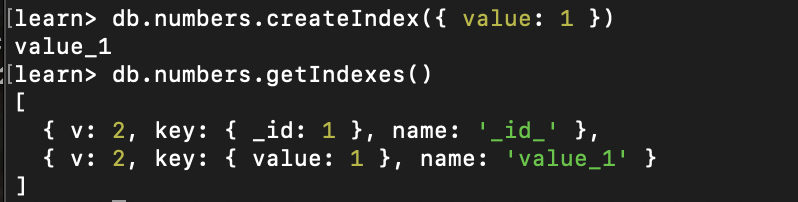 [learn> db.numbers.createIndex({ value: 1 })
value_1
[learn> db.numbers.getIndexes()
[
  { v: 2, key: { _id: 1 }, name: '_id_' },
  { v: 2, key: { value: 1 }, name: 'value_1' }
]